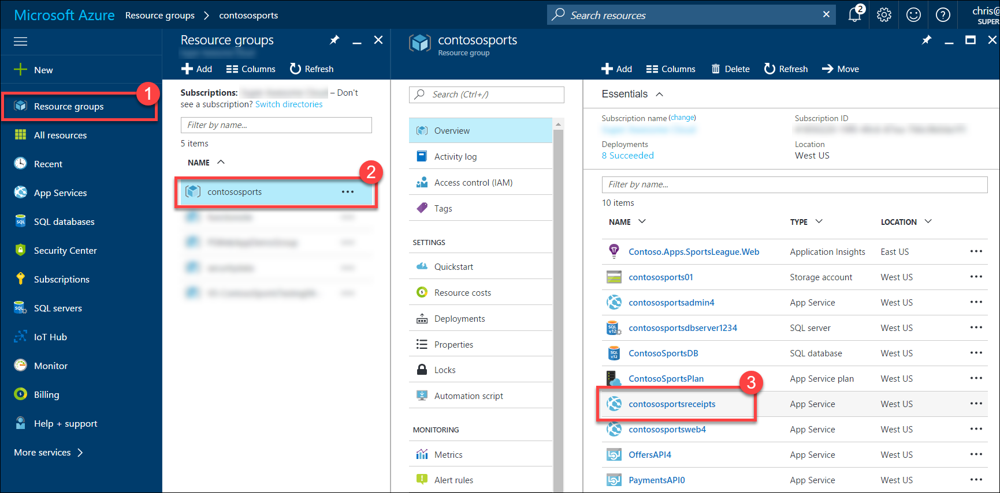 Microsoft Azure Resource groups > contososports
Search resources
2
chris@
SUPER
New
1
Resource groups
All resources
Recent
App Services
SQL databases
Security Center
Subscriptions
SQL servers
IoT Hub
Monitor
Billing
Help + support
More services >
Resource groups
Add Columns Refresh
Subscriptions: – Don't
see a subscription? Switch directories
Filter by name...
5 items
NAME
2
contososports
contososports
Resource group
Search (Ctrl+/)
Overview
Activity log
Access control (IAM)
Tags
SETTINGS
Quickstart
Resource costs
Deployments
Properties
Locks
Automation script
MONITORING
Metrics
Alert rules
Add Columns Delete Refresh Move
Essentials
Subscription name (change) Subscription ID
Deployments Location
8 Succeeded West US
Filter by name...
10 items
NAME TYPE LOCATION
Contoso.Apps.SportsLeague.Web Application Insights East US
contososports01 Storage account West US
contososportsadmin4 App Service West US
contososportsdbserver1234 SQL server West US
ContosoSportsDB SQL database West US
ContosoSportsPlan App Service plan West US
3
contososportsreceipts App Service West US
contososportsweb4 App Service West US
OffersAPI4 App Service West US
PaymentsAPI0 App Service West US